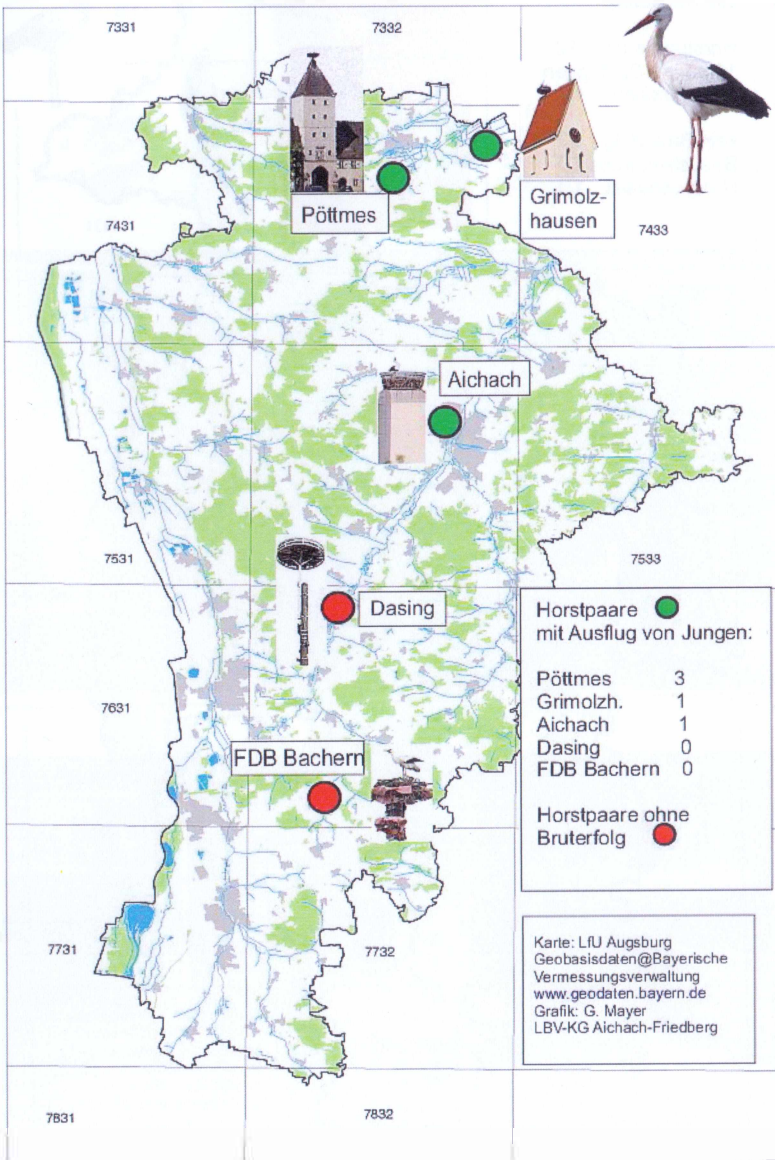 7331
7332
Pöttmes
Grimolz-
hausen
7431
7433
Aichach
7531
7533
Dasing
Horstpaare
mit Ausflug von Jungen:
Pöttmes 3
Grimolzh. 1
Aichach 1
Dasing 0
FDB Bachern 0
Horstpaare ohne
Bruterfolg
7631
FDB Bachern
7731
7732
Karte: LfU Augsburg
Geobasisdaten@Bayerische
Vermessungsverwaltung
www.geodaten.bayern.de
Grafik: G. Mayer
LBV-KG Aichach-Friedberg
7831
7832